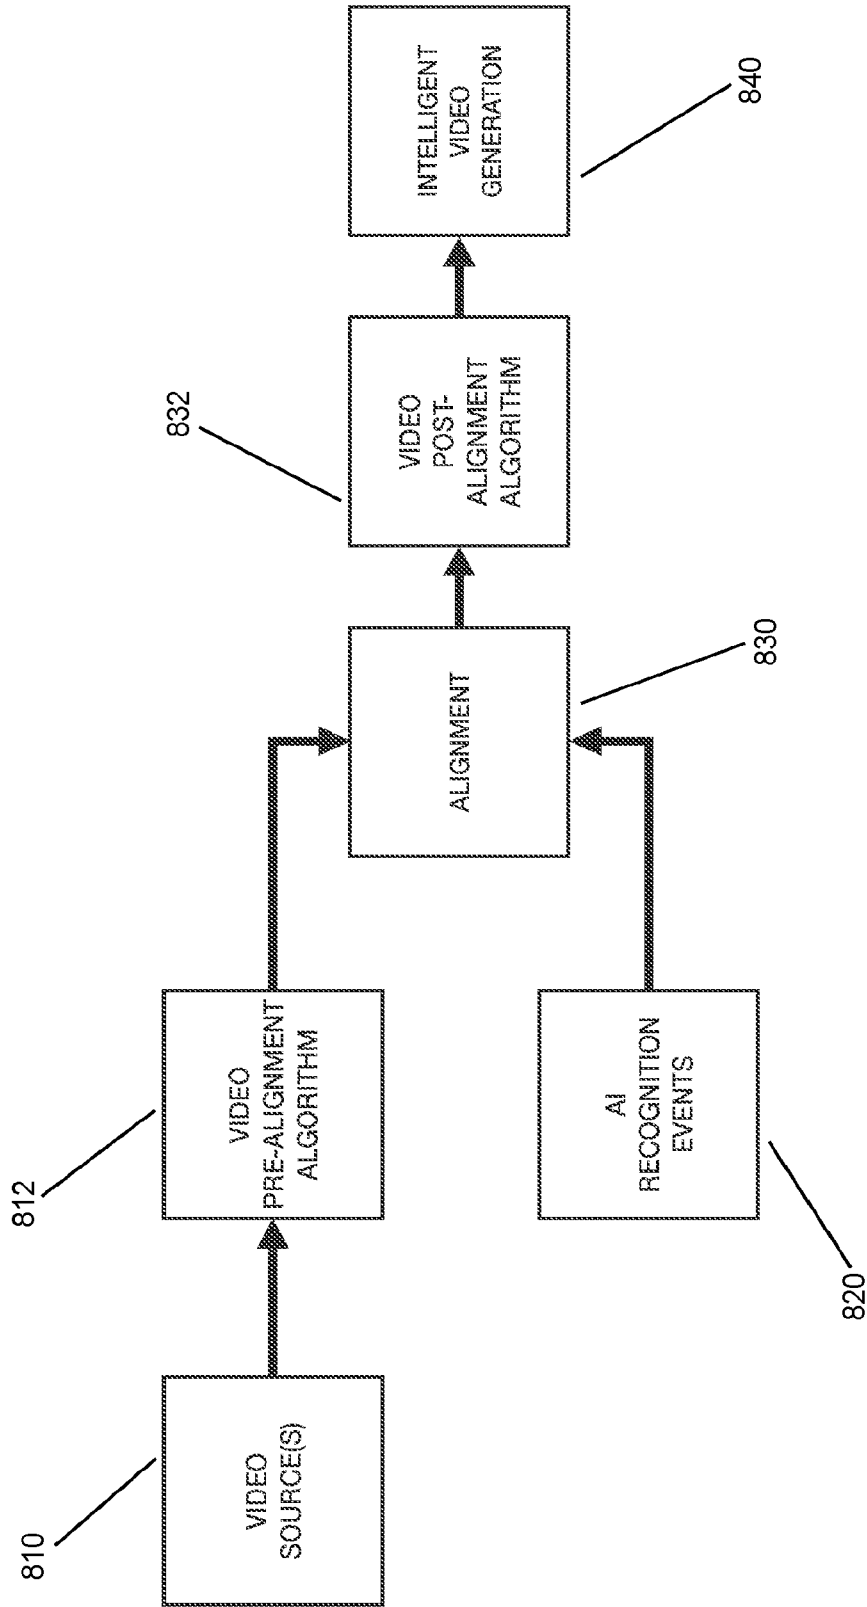 810
VIDEO
SOURCE(S)
812
VIDEO
PRE-ALIGNMENT
ALGORITHM
AI
RECOGNITION
EVENTS
820
ALIGNMENT
830
832
VIDEO
POST-
ALIGNMENT
ALGORITHM
INTELLIGENT
VIDEO
GENERATION
840